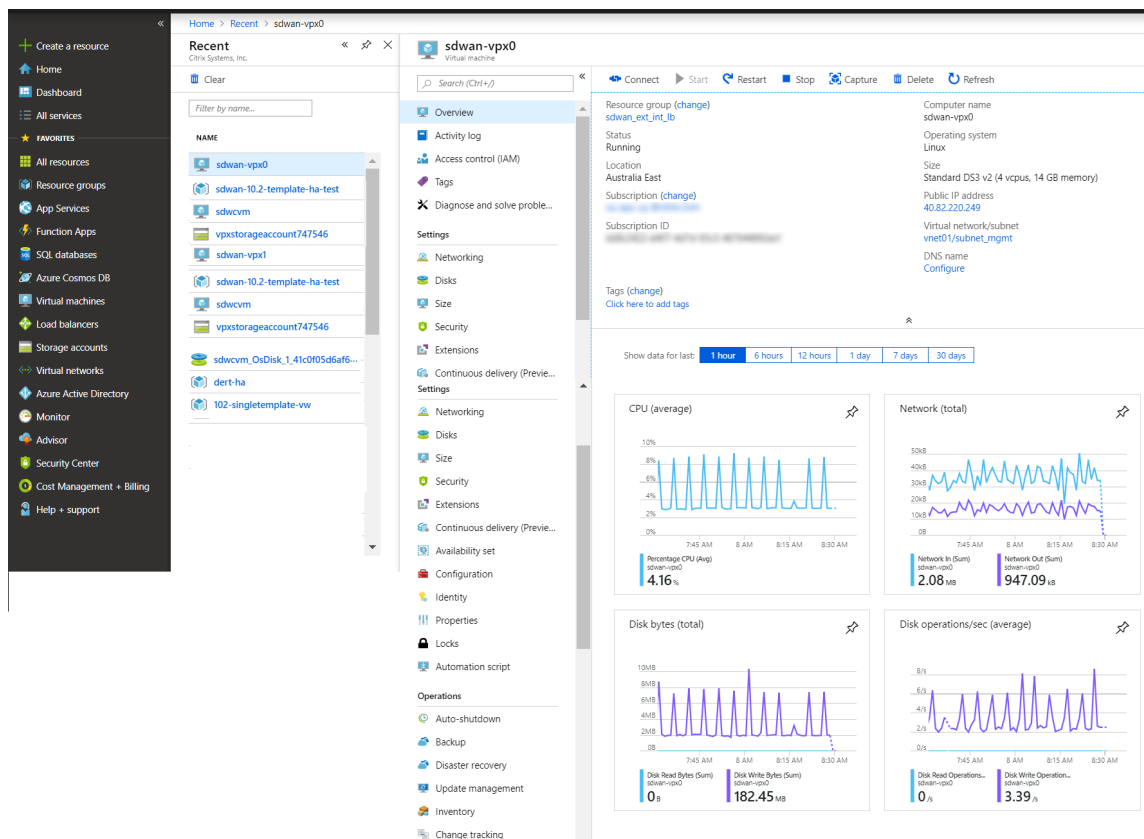 «
Create a resource
Home
Dashboard
All services
FAVORITES
All resources
Resource groups
App Services
Function Apps
SQL databases
Azure Cosmos DB
Virtual machines
Load balancers
Storage accounts
Virtual networks
Azure Active Directory
Monitor
Advisor
Security Center
Cost Management + Billing
Help + support
Home > Recent > sdwan-vpx0
Recent
Citrix Systems, Inc.
Clear
Filter by name...
NAME
sdwan-vpx0
sdwan-10.2-template-ha-test
sdwcvm
vpxstorageaccount747546
sdwan-vpx1
sdwan-10.2-template-ha-test
sdwcvm
vpxstorageaccount747546
sdwcvm_OsDisk_1_41c0f05d6af6...
dert-ha
102-singletemplate-vw
sdwan-vpx0
Virtual machine
Search (Ctrl+/)
Overview
Activity log
Access control (IAM)
Tags
Diagnose and solve proble...
Settings
Networking
Disks
Size
Security
Extensions
Continuous delivery (Previe...
Settings
Networking
Disks
Size
Security
Extensions
Continuous delivery (Previe...
Availability set
Configuration
Identity
Properties
Locks
Automation script
Operations
Auto-shutdown
Backup
Disaster recovery
Update management
Inventory
Change tracking
Connect Start Restart Stop Capture Delete Refresh
Resource group (change)
sdwan_ext_int_lb
Status
Running
Location
Australia East
Subscription (change)
Subscription ID
Tags (change)
Click here to add tags
Computer name
sdwan-vpx0
Operating system
Linux
Size
Standard DS3 v2 (4 vcpus, 14 GB memory)
Public IP address
40.82.220.249
Virtual network/subnet
vnet01/subnet_mgmt
DNS name
Configure
Show data for last: 1 hour 6 hours 12 hours 1 day 7 days 30 days
CPU (average)
10%
8%
6%
4%
2%
0%
7:45 AM 8 AM 8:15 AM 8:30 AM
Percentage CPU (Avg)
sdwan-vpx0
4.16 %
Network (total)
50kB
40kB
30kB
20kB
10kB
0B
7:45 AM 8 AM 8:15 AM 8:30 AM
Network In (Sum) Network Out (Sum)
sdwan-vpx0 sdwan-vpx0
2.08 MB 947.09 kB
Disk bytes (total)
10MB
8MB
6MB
4MB
2MB
0B
7:45 AM 8 AM 8:15 AM 8:30 AM
Disk Read Bytes (Sum) Disk Write Bytes (Sum)
sdwan-vpx0 sdwan-vpx0
0 B 182.45 MB
Disk operations/sec (average)
8/s
6/s
4/s
2/s
0/s
7:45 AM 8 AM 8:15 AM 8:30 AM
Disk Read Operations... Disk Write Operation...
sdwan-vpx0 sdwan-vpx0
0 /s 3.39 /s